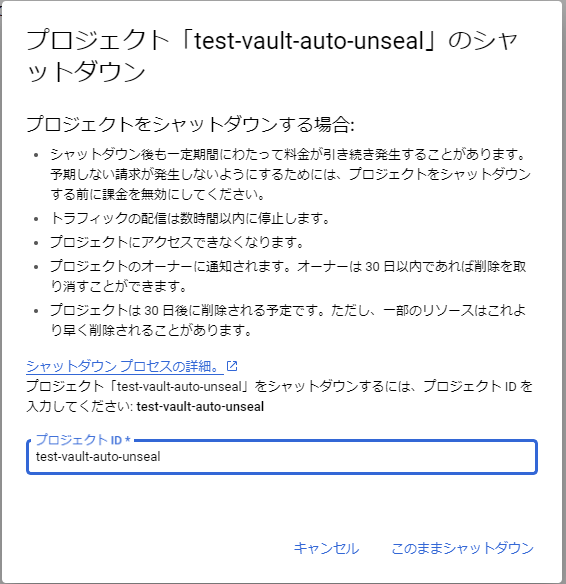 プロジェクト「test-vault-auto-unseal」のシャ
ットダウン
プロジェクトをシャットダウンする場合:
• シャットダウン後も一定期間にわたって料金が引き続き発生することがあります。
予期しない請求が発生しないようにするためには、プロジェクトをシャットダウン
する前に課金を無効にしてください。
• トラフィックの配信は数時間以内に停止します。
• プロジェクトにアクセスできなくなります。
• プロジェクトのオーナーに通知されます。オーナーは 30 日以内であれば削除を取
り消すことができます。
• プロジェクトは 30 日後に削除される予定です。ただし、一部のリソースはこれよ
り早く削除されることがあります。
シャットダウン プロセスの詳細。
プロジェクト「test-vault-auto-unseal」をシャットダウンするには、プロジェクト ID を
入力してください: test-vault-auto-unseal
プロジェクト ID *
test-vault-auto-unseal
キャンセル このままシャットダウン